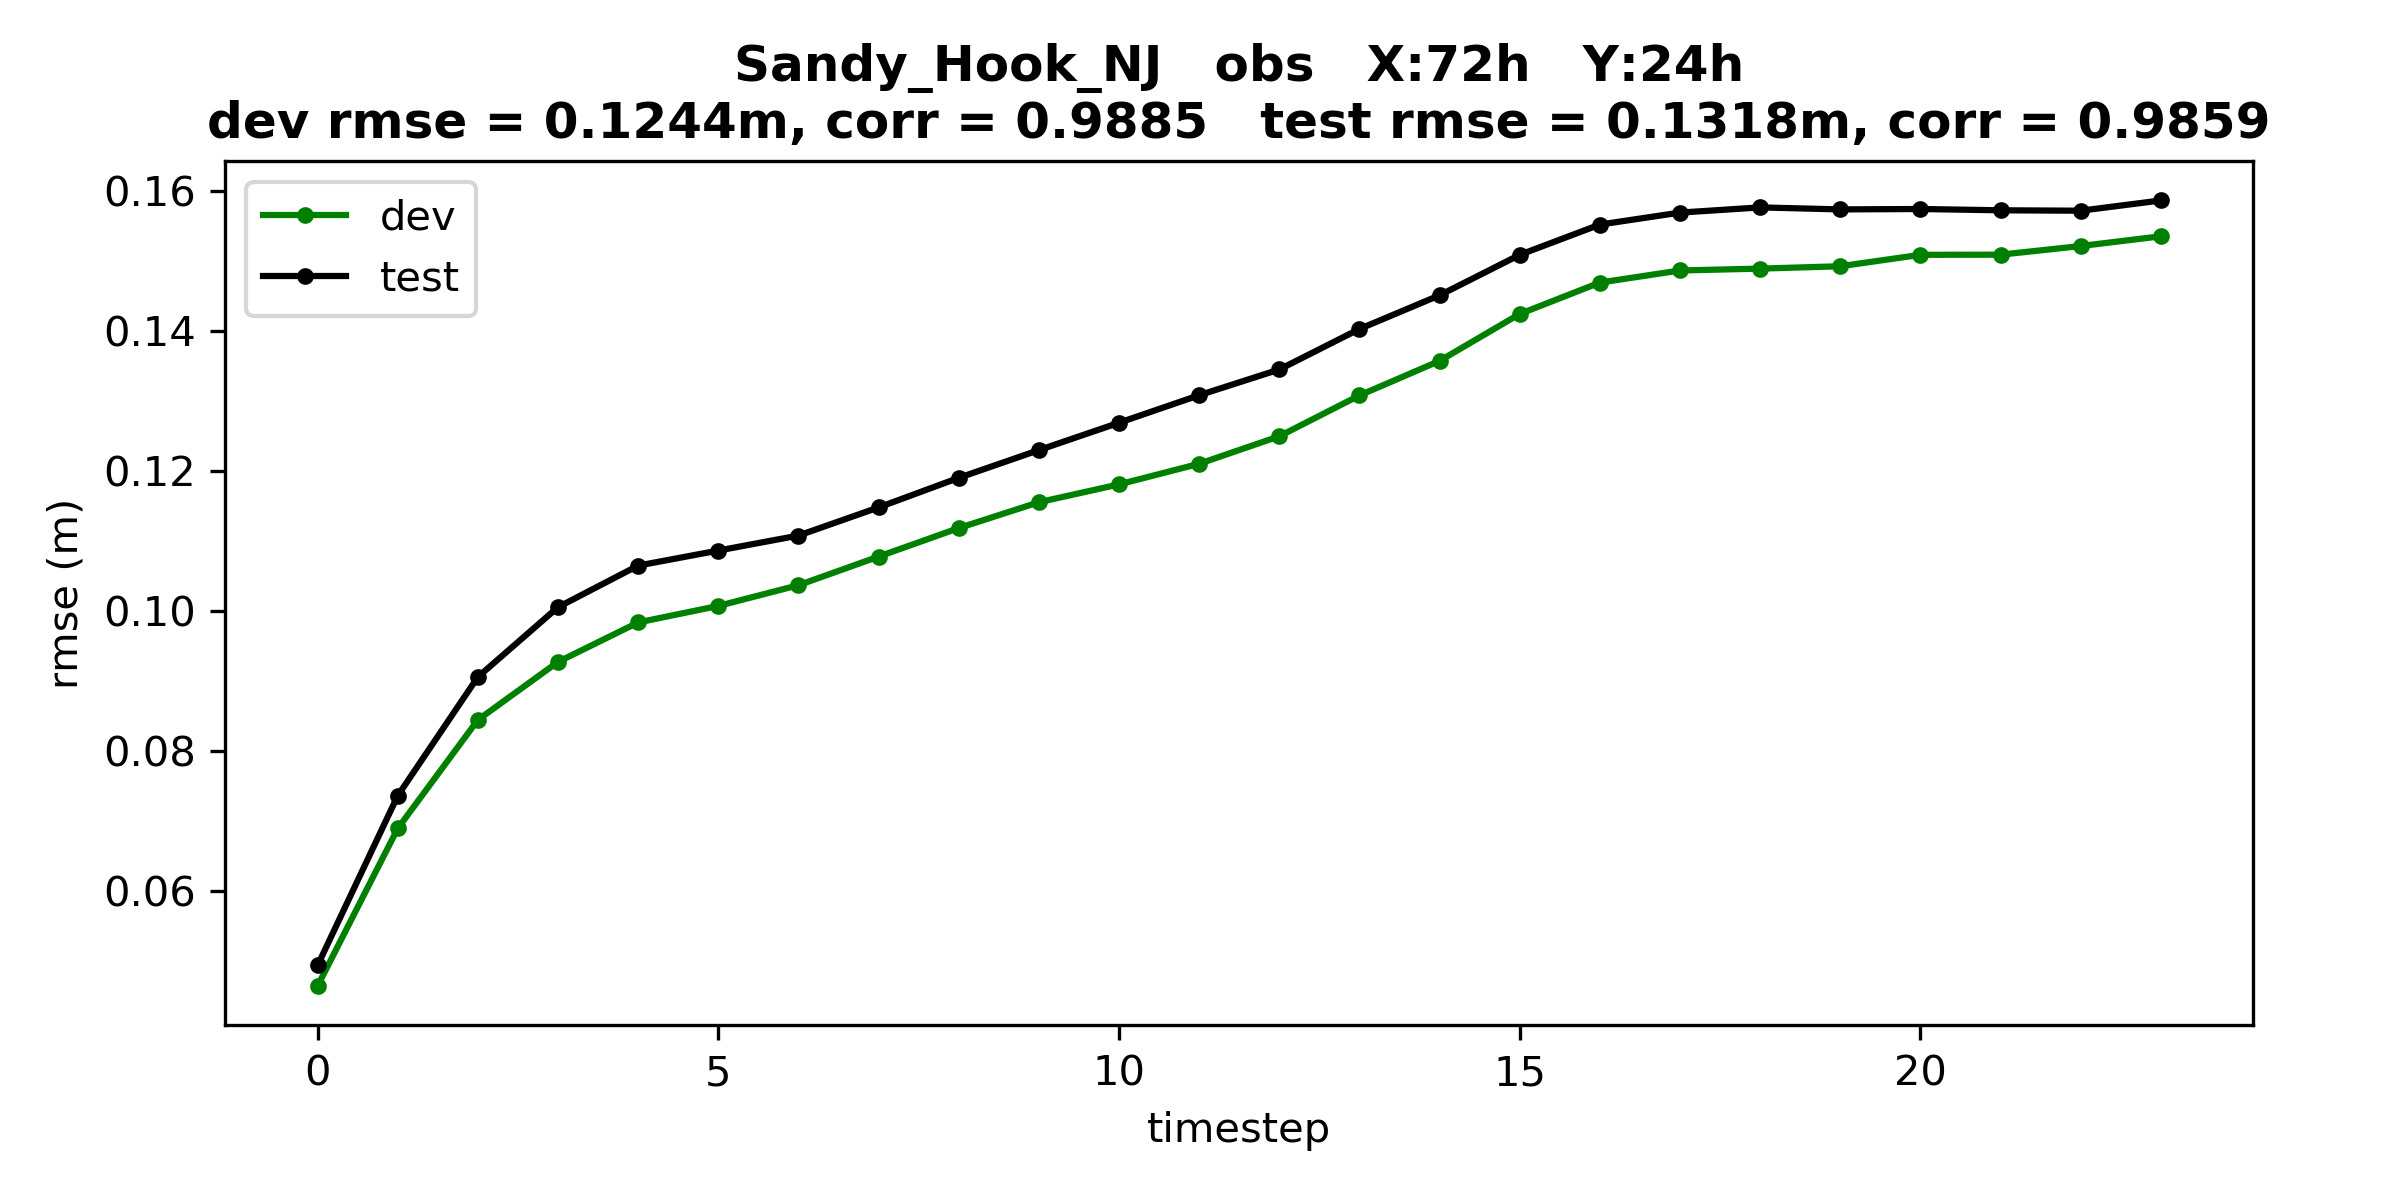 Sandy_Hook_NJ   obs   X:72h   Y:24h
dev rmse = 0.1244m, corr = 0.9885   test rmse = 0.1318m, corr = 0.9859
dev
test
0.16
0.14
0.12
0.10
0.08
0.06
rmse (m)
0 5 10 15 20
timestep